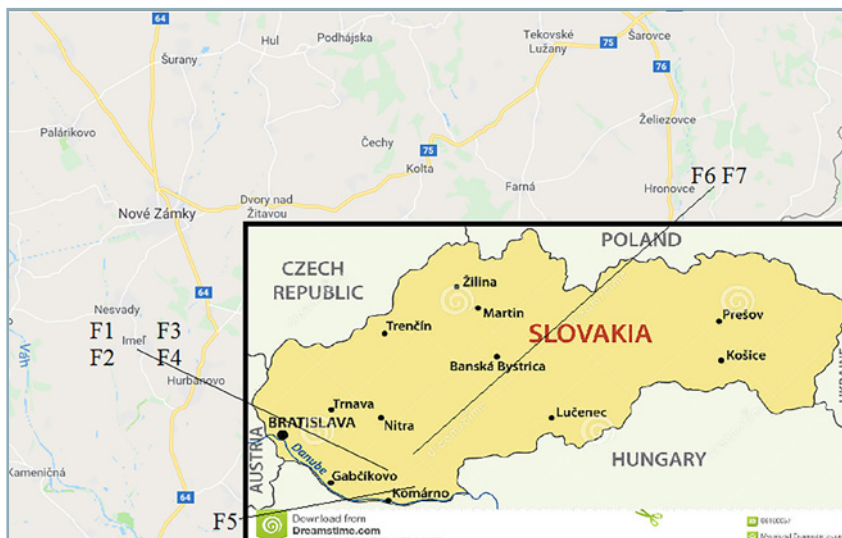 64
Podhájska
Hul
Šurany
Tekovské
Lužany
Šarovce
75
76
Palárikovo
Čechy
75
Kolta
Želiezovce
Farná
Hronovce
F6 F7
Dvory nad
Žitavou
Nové Zámky
64
Nesvady
F1 Imeľ F3
F2 F4
Hurbanovo
Kameničná
Váh
64
F5
POLAND
CZECH
REPUBLIC
Žilina
Martin
Trenčín
SLOVAKIA
Prešov
Banská Bystrica
Košice
Trnava
Nitra
Lučenec
BRATISLAVA
Danube
Gabčíkovo
Komárno
AUSTRIA
HUNGARY
Download from
Dreamstime.com